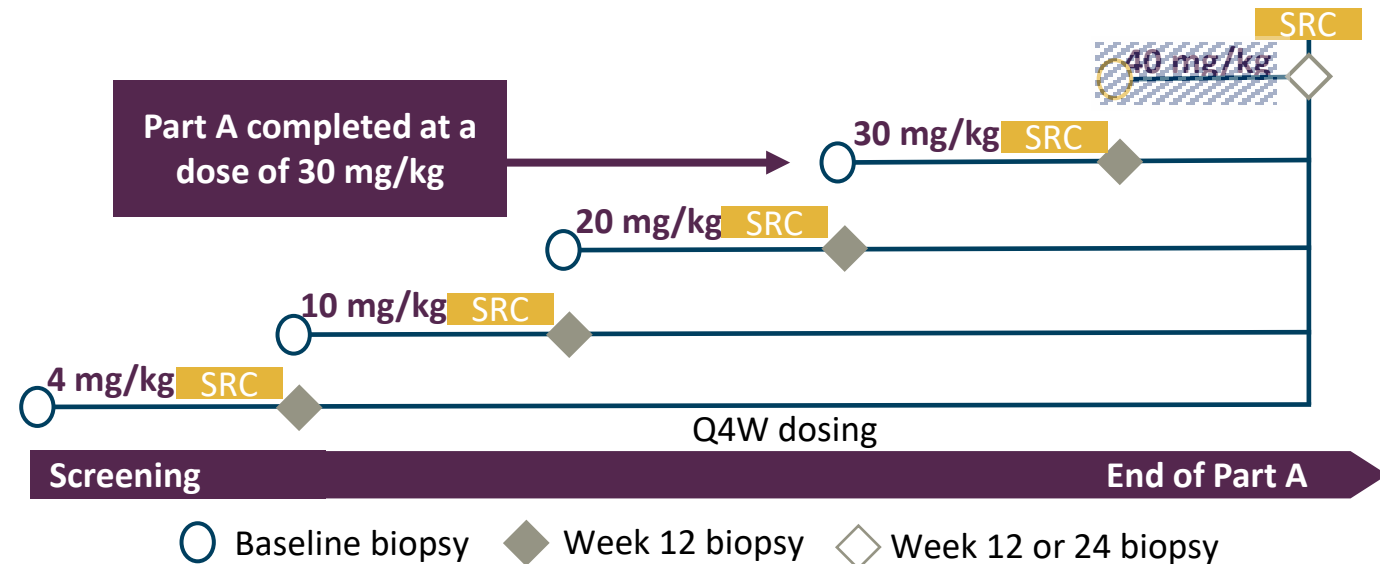 SRC
40 mg/kg
Part A completed at a
dose of 30 mg/kg
30 mg/kg SRC
20 mg/kg SRC
10 mg/kg SRC
4 mg/kg SRC
Q4W dosing
Screening End of Part A
Baseline biopsy Week 12 biopsy Week 12 or 24 biopsy